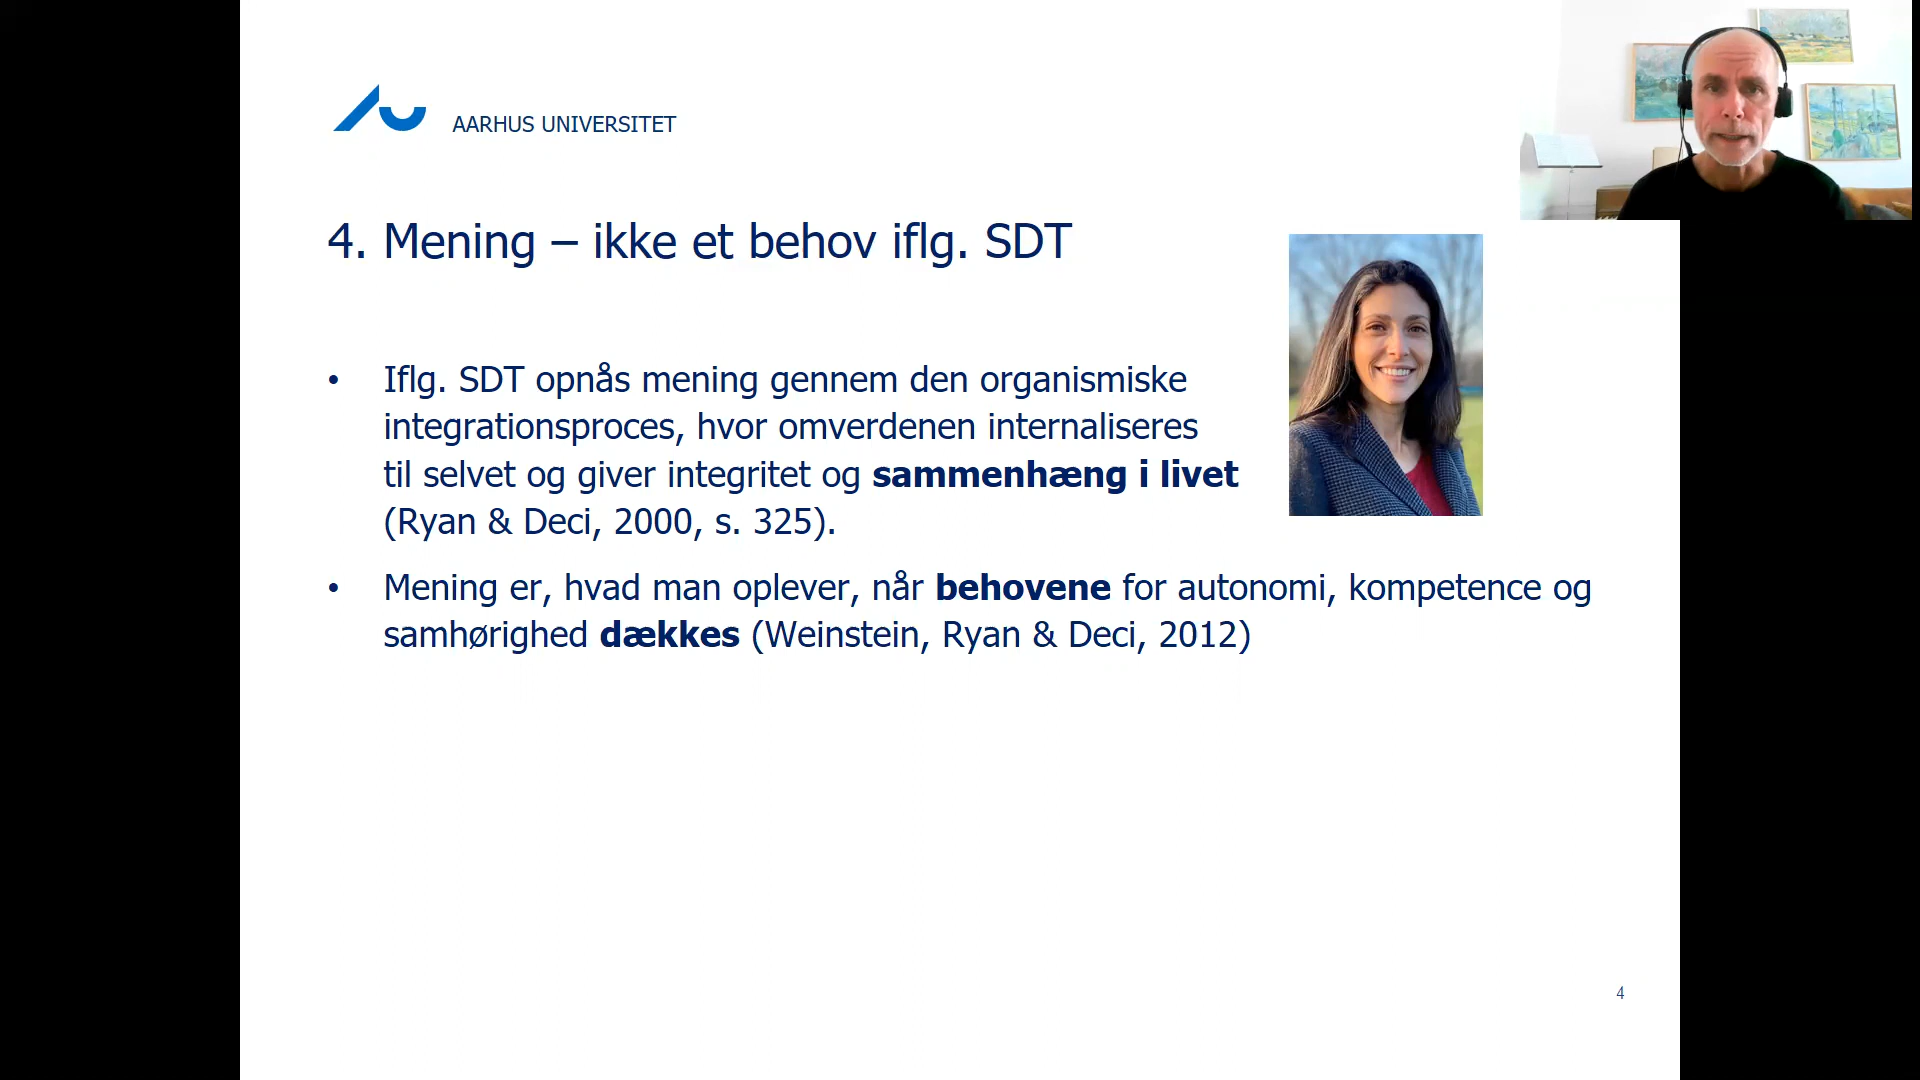 AARHUS UNIVERSITET
4. Mening – ikke et behov iflg. SDT
• Iflg. SDT opnås mening gennem den organismiske
integrationsproces, hvor omverdenen internaliseres
til selvet og giver integritet og sammenhæng i livet
(Ryan & Deci, 2000, s. 325).
• Mening er, hvad man oplever, når behovene for autonomi, kompetence og
samhørighed dækkes (Weinstein, Ryan & Deci, 2012)
4